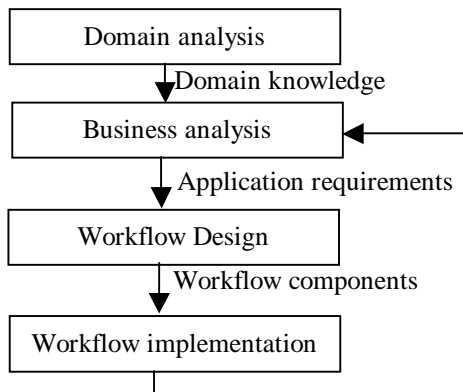 Domain analysis
Domain knowledge
Business analysis
Application requirements
Workflow Design
Workflow components
Workflow implementation